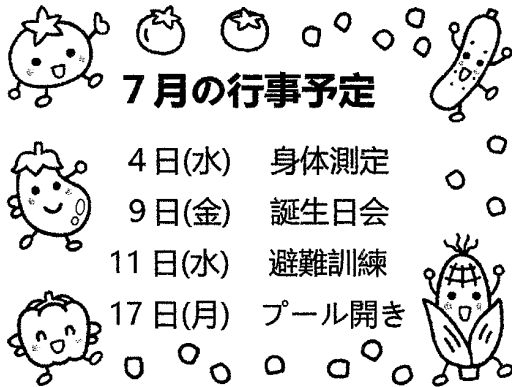 7月の行事予定
4日(水) 身体測定
9日(金) 誕生日会
11日(水) 避難訓練
17日(月) プール開き